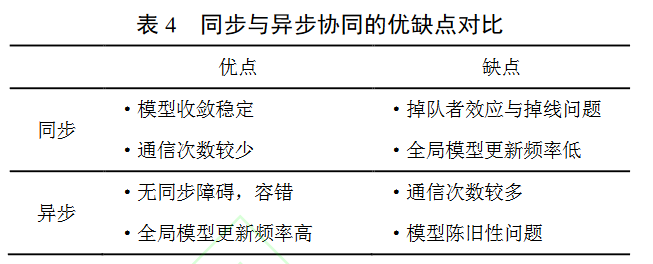 表 4 同步与异步协同的优缺点对比
优点 缺点
• 模型收敛稳定 • 掉队者效应与掉线问题
同步
• 通信次数较少 • 全局模型更新频率低
• 无同步障碍，容错 • 通信次数较多
异步
• 全局模型更新频率高 • 模型陈旧性问题